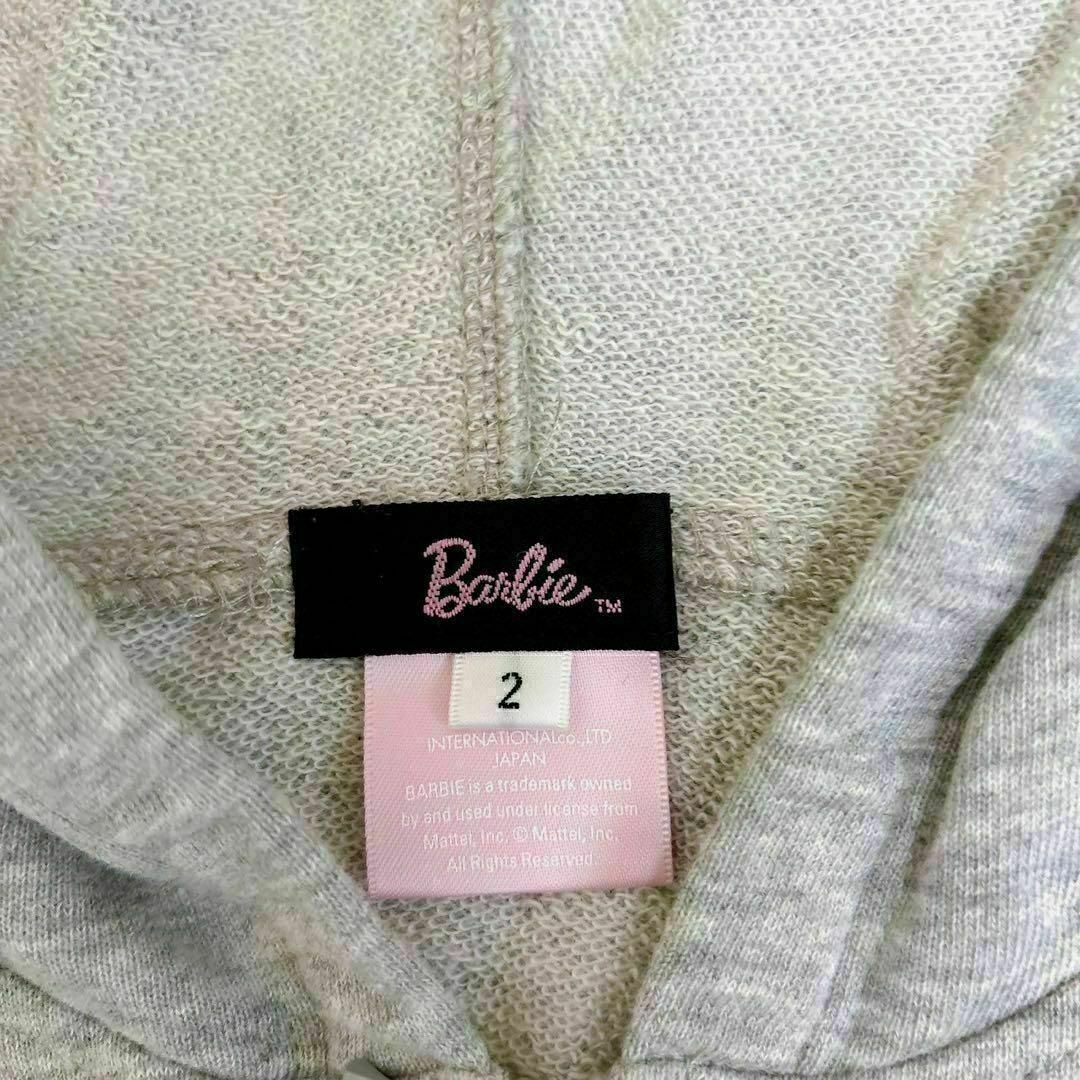 Barbie™
2
INTERNATIONALCO.,LTD
JAPAN
BARBIE is a trademark owned
by and used under license from
Mattel, Inc. © Mattel, Inc.
All Rights Reserved.